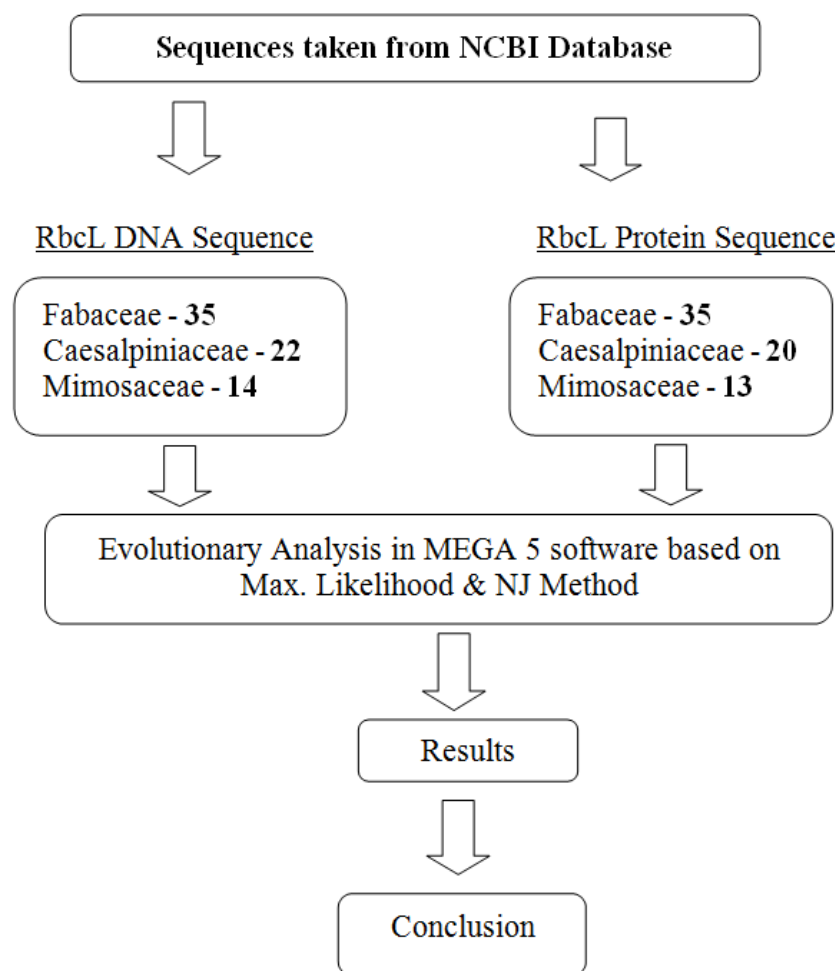 Sequences taken from NCBI Database
RbcL DNA Sequence
Fabaceae - 35
Caesalpiniaceae - 22
Mimosaceae - 14
RbcL Protein Sequence
Fabaceae - 35
Caesalpiniaceae - 20
Mimosaceae - 13
Evolutionary Analysis in MEGA 5 software based on
Max. Likelihood & NJ Method
Results
Conclusion